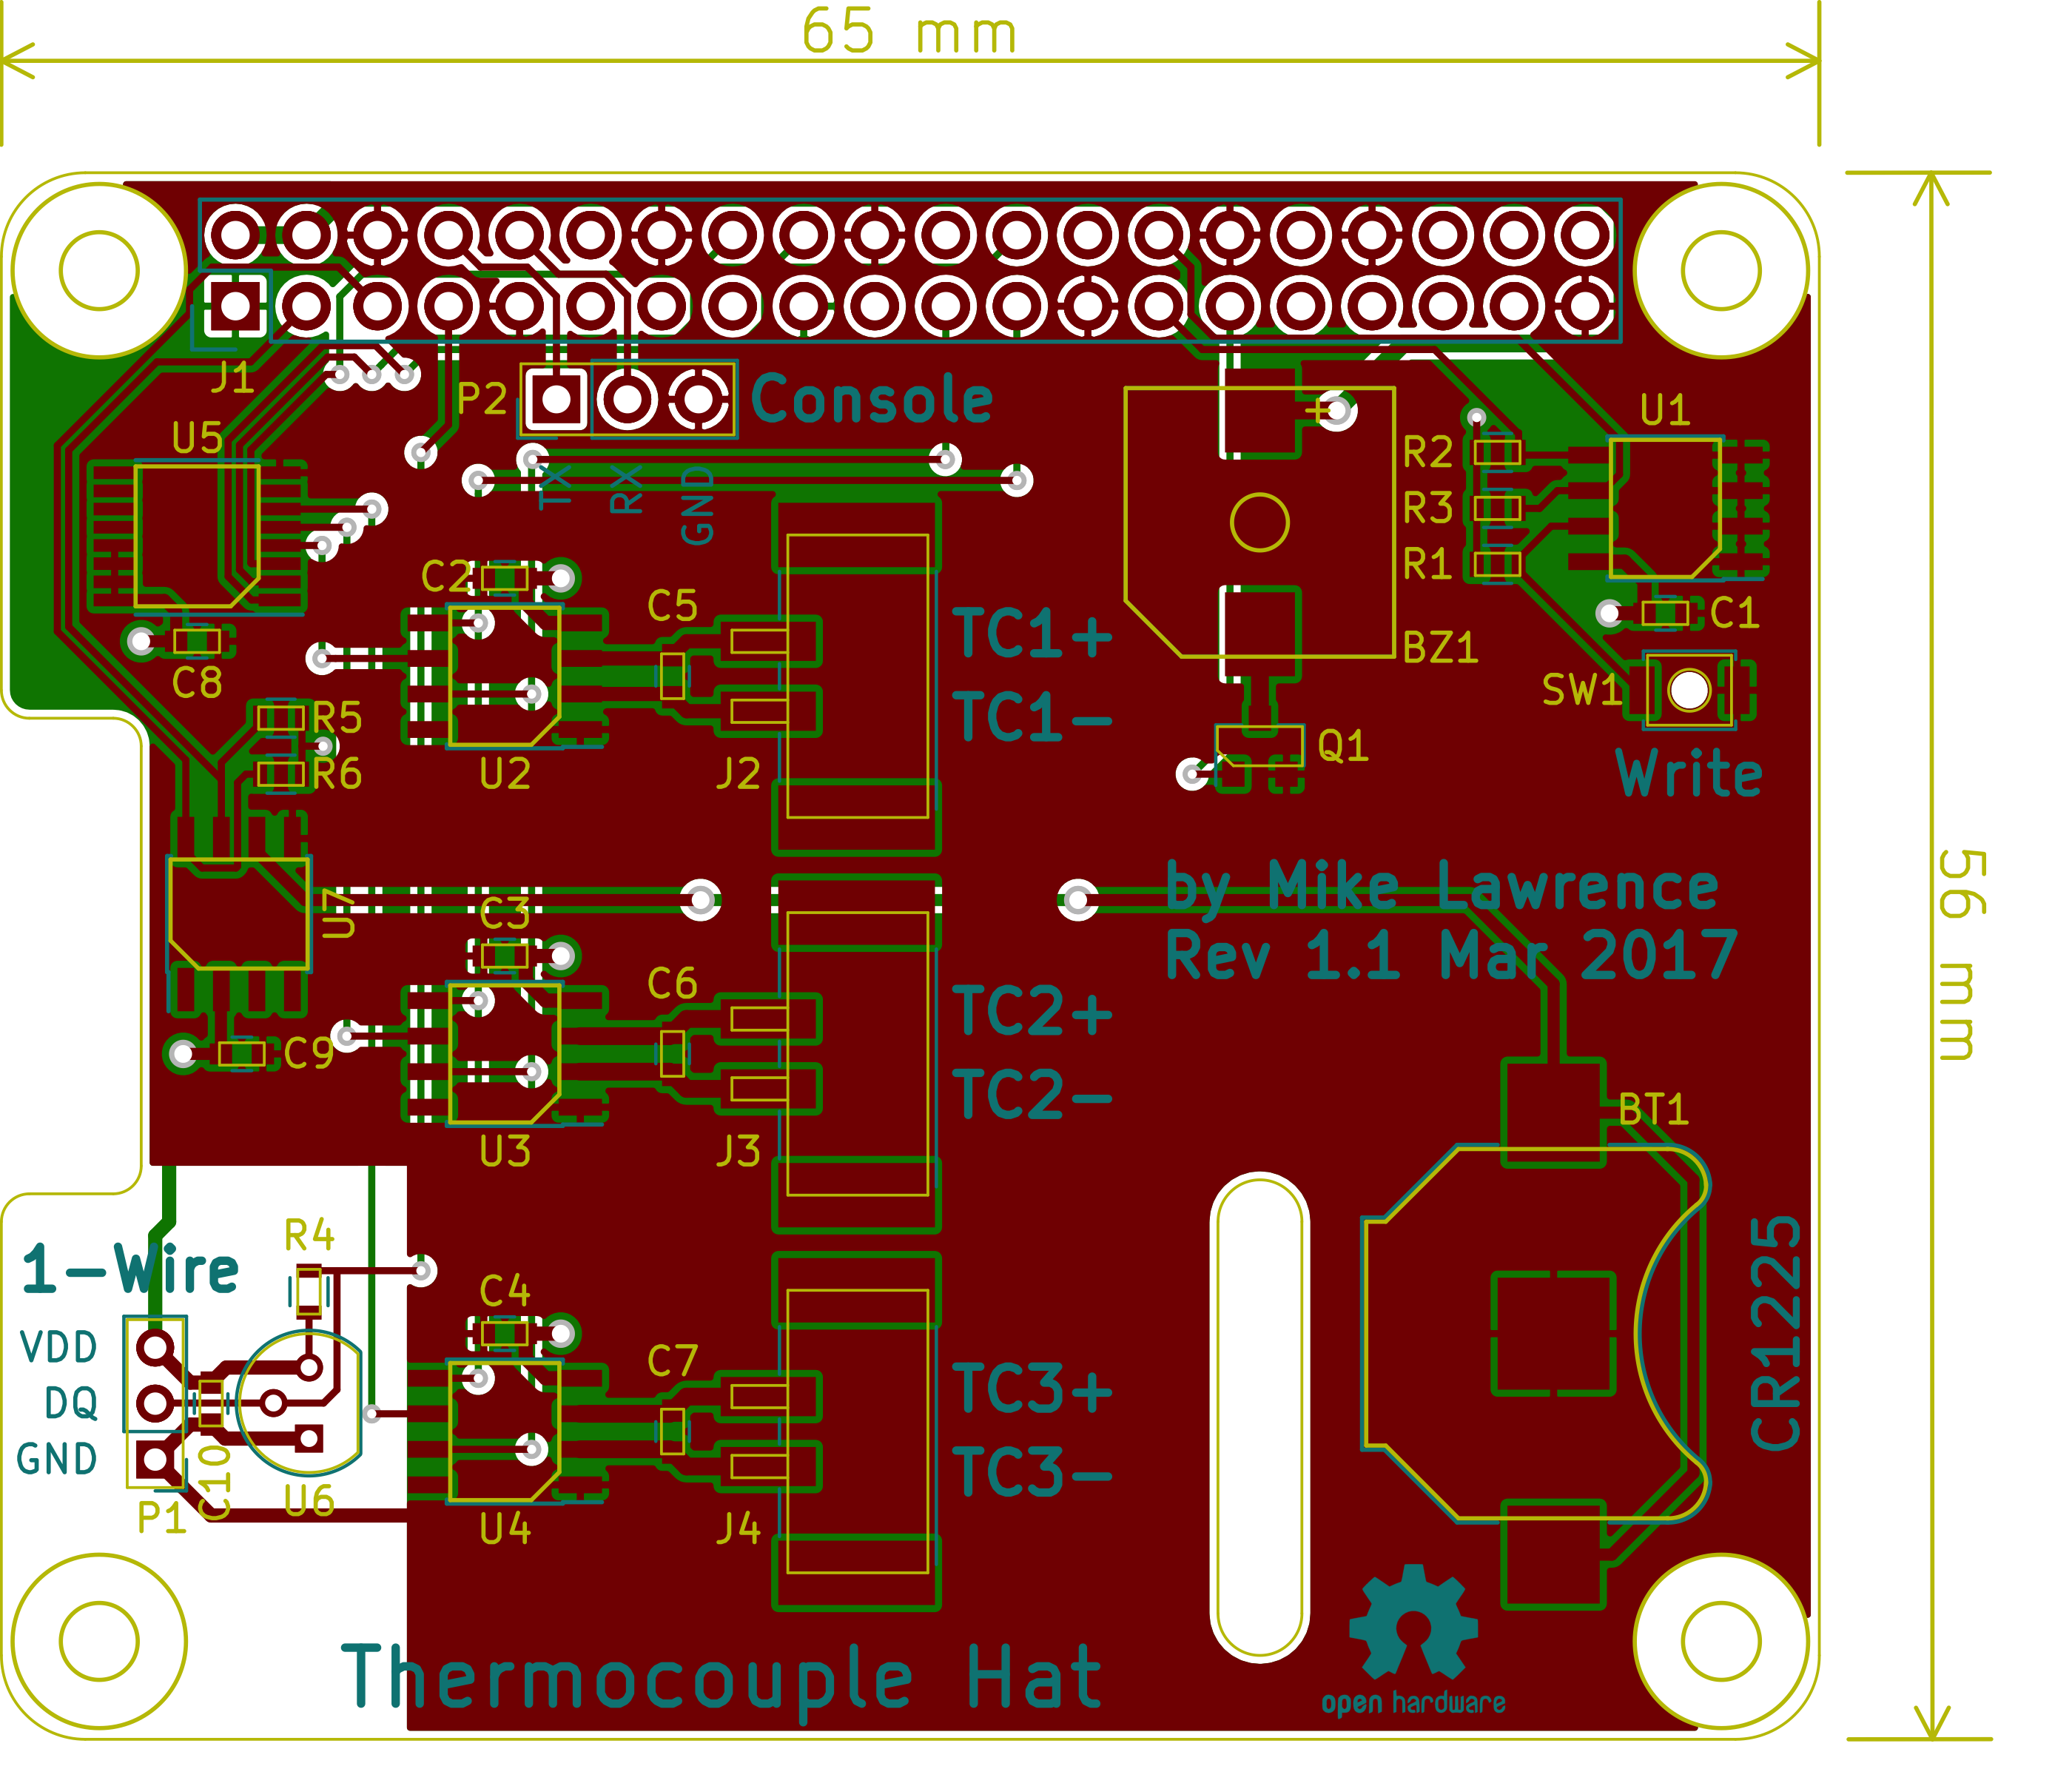 65 mm
J1
P2
Console
U5
U1
R2
TX
RX
GND
R3
C2
R1
C5
C1
TC1+
BZ1
C8
SW1
R5
TC1-
Q1
R6
U2
J2
Write
56 mm
by Mike Lawrence
U7
C3
Rev 1.1 Mar 2017
C6
TC2+
C9
TC2-
BT1
U3
J3
R4
1-Wire
C4
CR1225
VDD
C7
TC3+
DQ
GND
TC3-
C10
U6
P1
U4
J4
Thermocouple Hat
open hardware
+